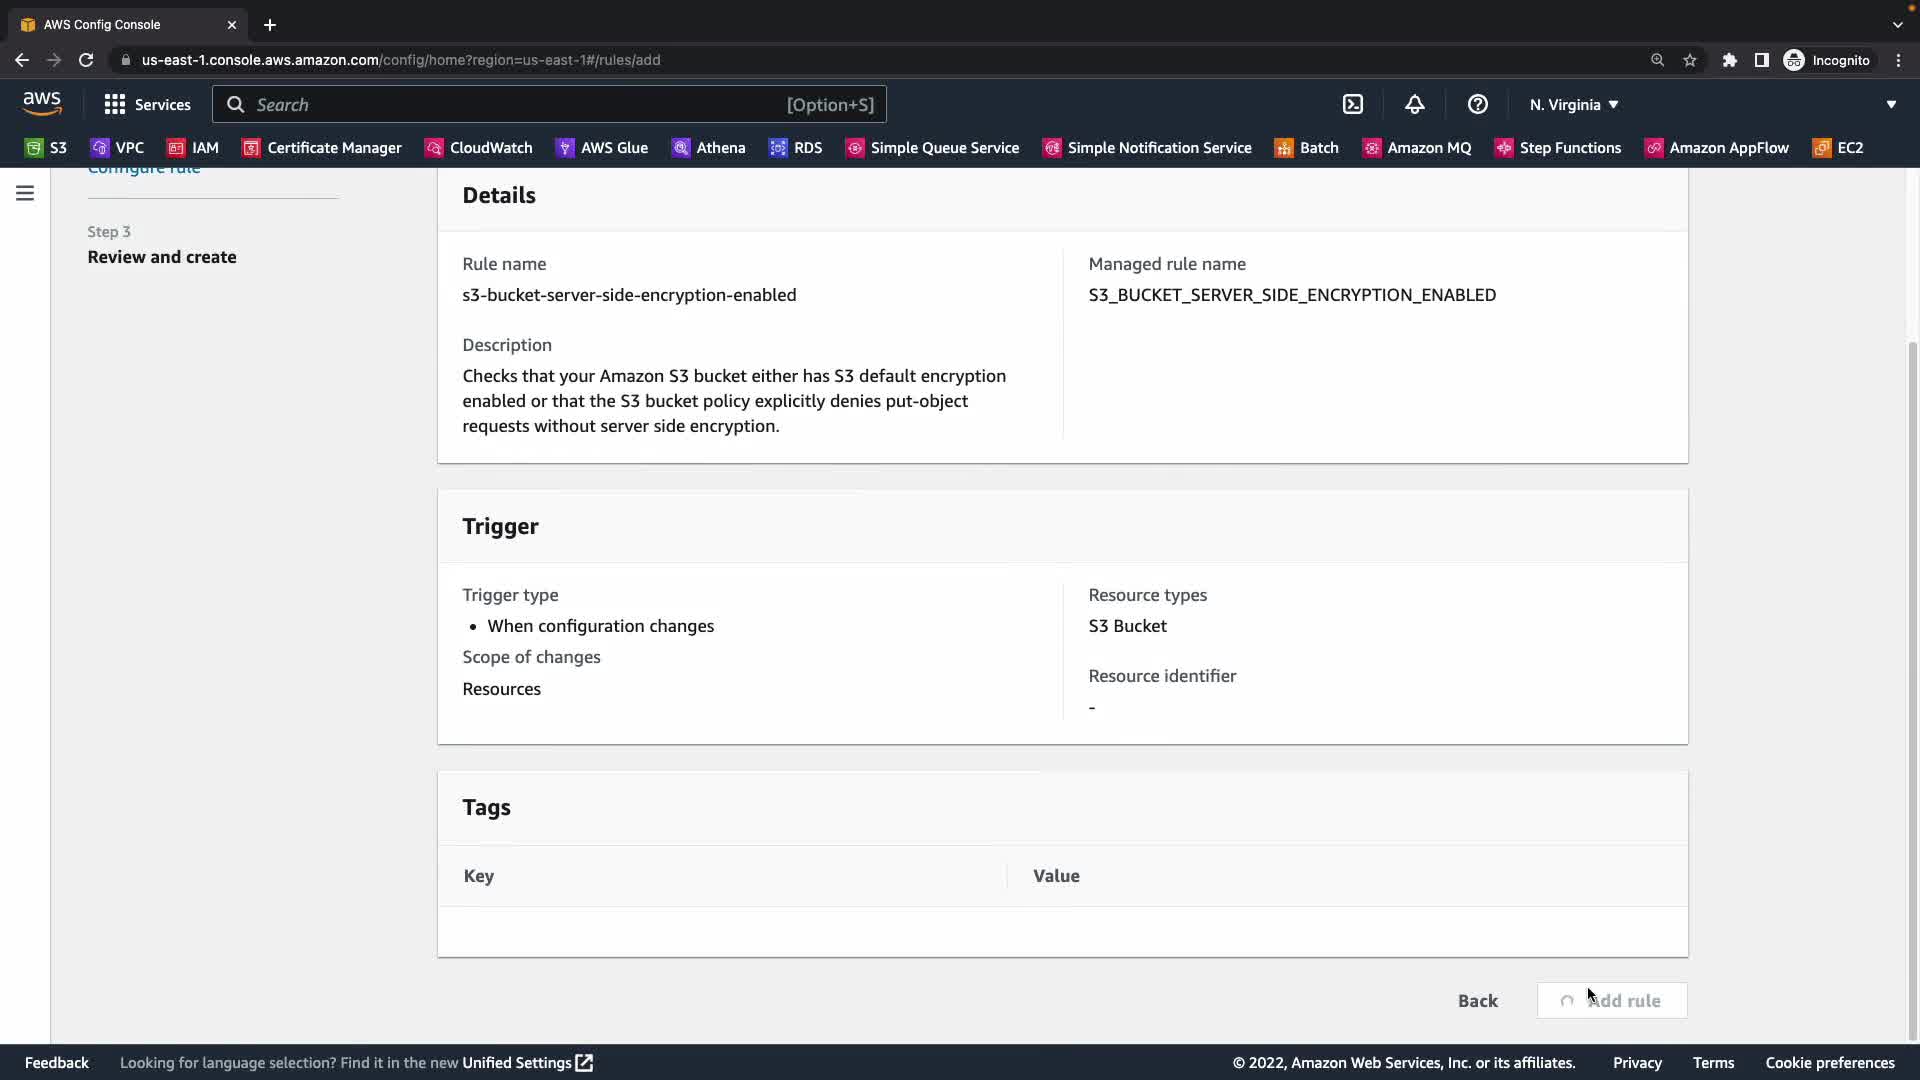 AWS Config Console
us-east-1.console.aws.amazon.com/config/home?region=us-east-1#/rules/add
Incognito
aws
Services
Search
[Option+S]
N. Virginia
S3
VPC
IAM
Certificate Manager
CloudWatch
AWS Glue
Athena
RDS
Simple Queue Service
Simple Notification Service
Batch
Amazon MQ
Step Functions
Amazon AppFlow
EC2
Configure rule
Step 3
Review and create
Details
Rule name
s3-bucket-server-side-encryption-enabled
Description
Checks that your Amazon S3 bucket either has S3 default encryption
enabled or that the S3 bucket policy explicitly denies put-object
requests without server side encryption.
Managed rule name
S3_BUCKET_SERVER_SIDE_ENCRYPTION_ENABLED
Trigger
Trigger type
• When configuration changes
Scope of changes
Resources
Resource types
S3 Bucket
Resource identifier
-
Tags
Key
Value
Back
Add rule
Feedback
Looking for language selection? Find it in the new Unified Settings
© 2022, Amazon Web Services, Inc. or its affiliates.
Privacy
Terms
Cookie preferences